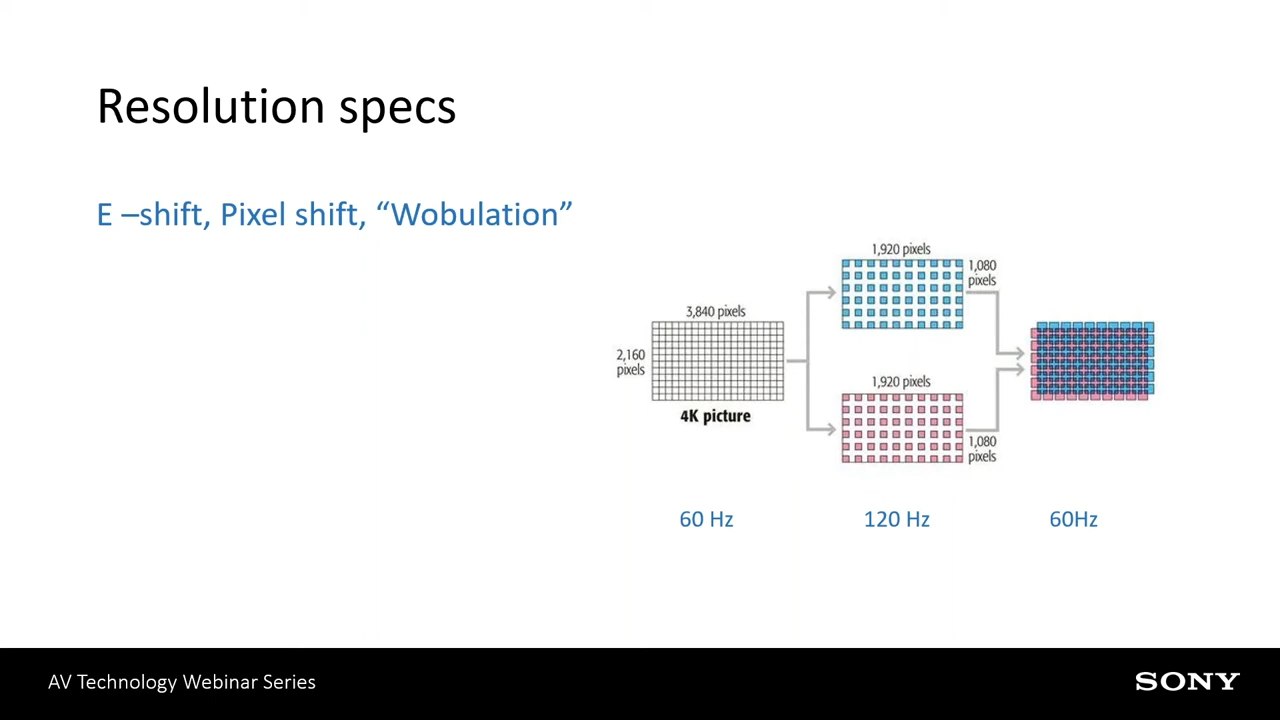 Resolution specs
E –shift, Pixel shift, “Wobulation”
3,840 pixels
2,160
pixels
4K picture
1,920 pixels
1,080
pixels
1,920 pixels
1,080
pixels
60 Hz
120 Hz
60Hz
AV Technology Webinar Series
SONY